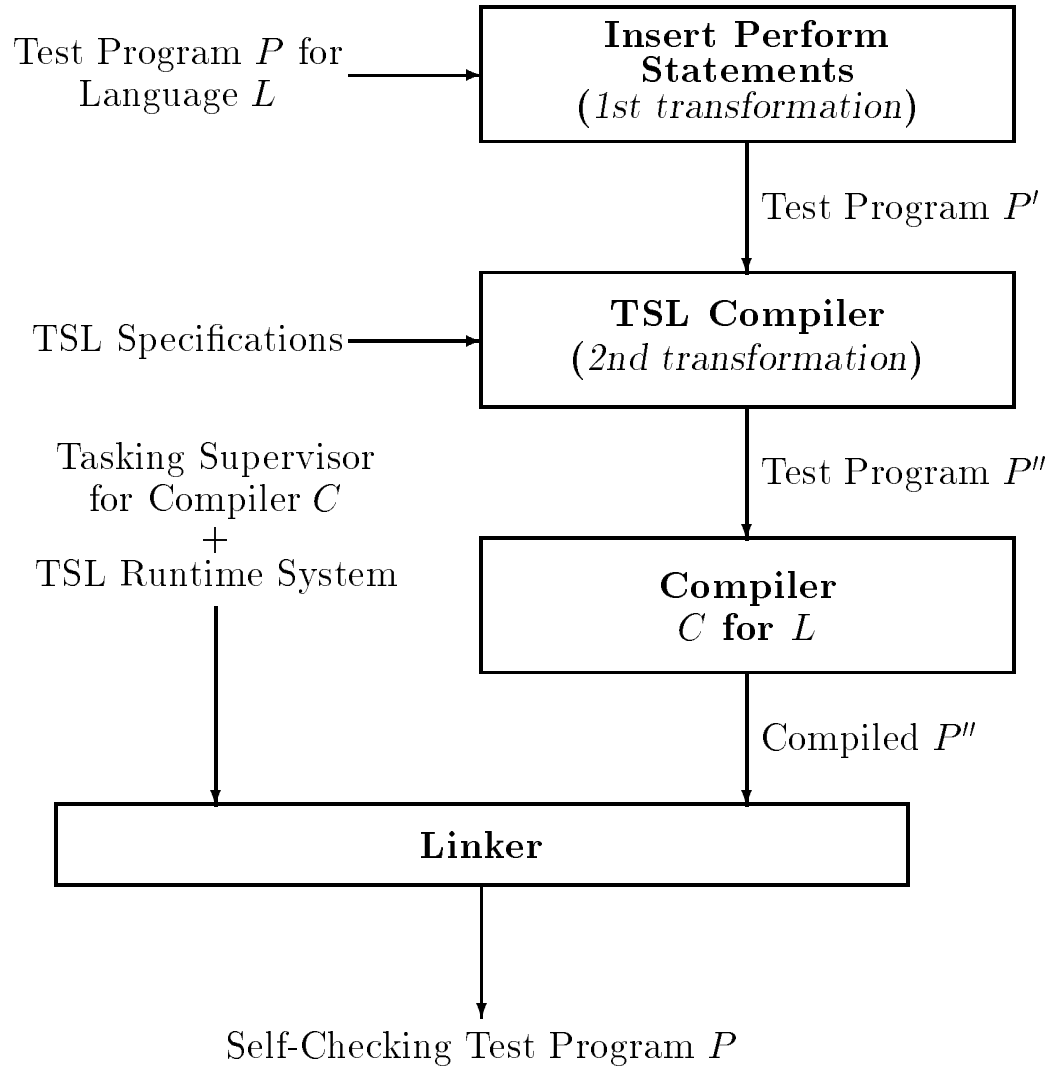 Test Program P for
Language L
Insert Perform
Statements
(1st transformation)
Test Program P′
TSL Specifications
TSL Compiler
(2nd transformation)
Tasking Supervisor
for Compiler C
+
TSL Runtime System
Test Program P″
Compiler
C for L
Compiled P″
Linker
Self-Checking Test Program P